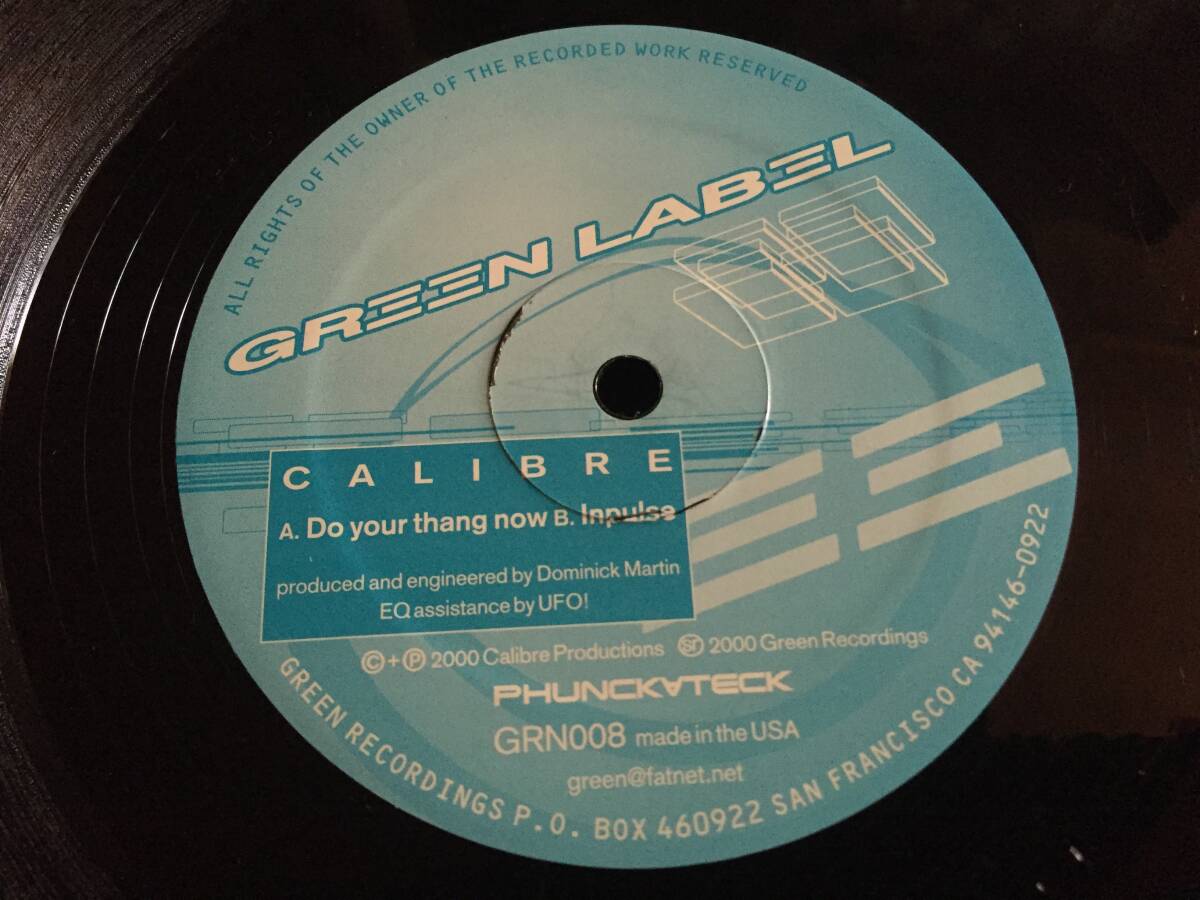 ALL RIGHTS OF THE OWNER OF THE RECORDED WORK RESERVED
GREEN LABEL
CALIBRE
A. Do your thang now B. Inpulse
produced and engineered by Dominick Martin
EQ assistance by UFO!
©+℗ 2000 Calibre Productions SR 2000 Green Recordings
PHUNCKATECK
GRN008 made in the USA
green@fatnet.net
GREEN RECORDINGS P.O. BOX 460922 SAN FRANCISCO CA 94146-0922